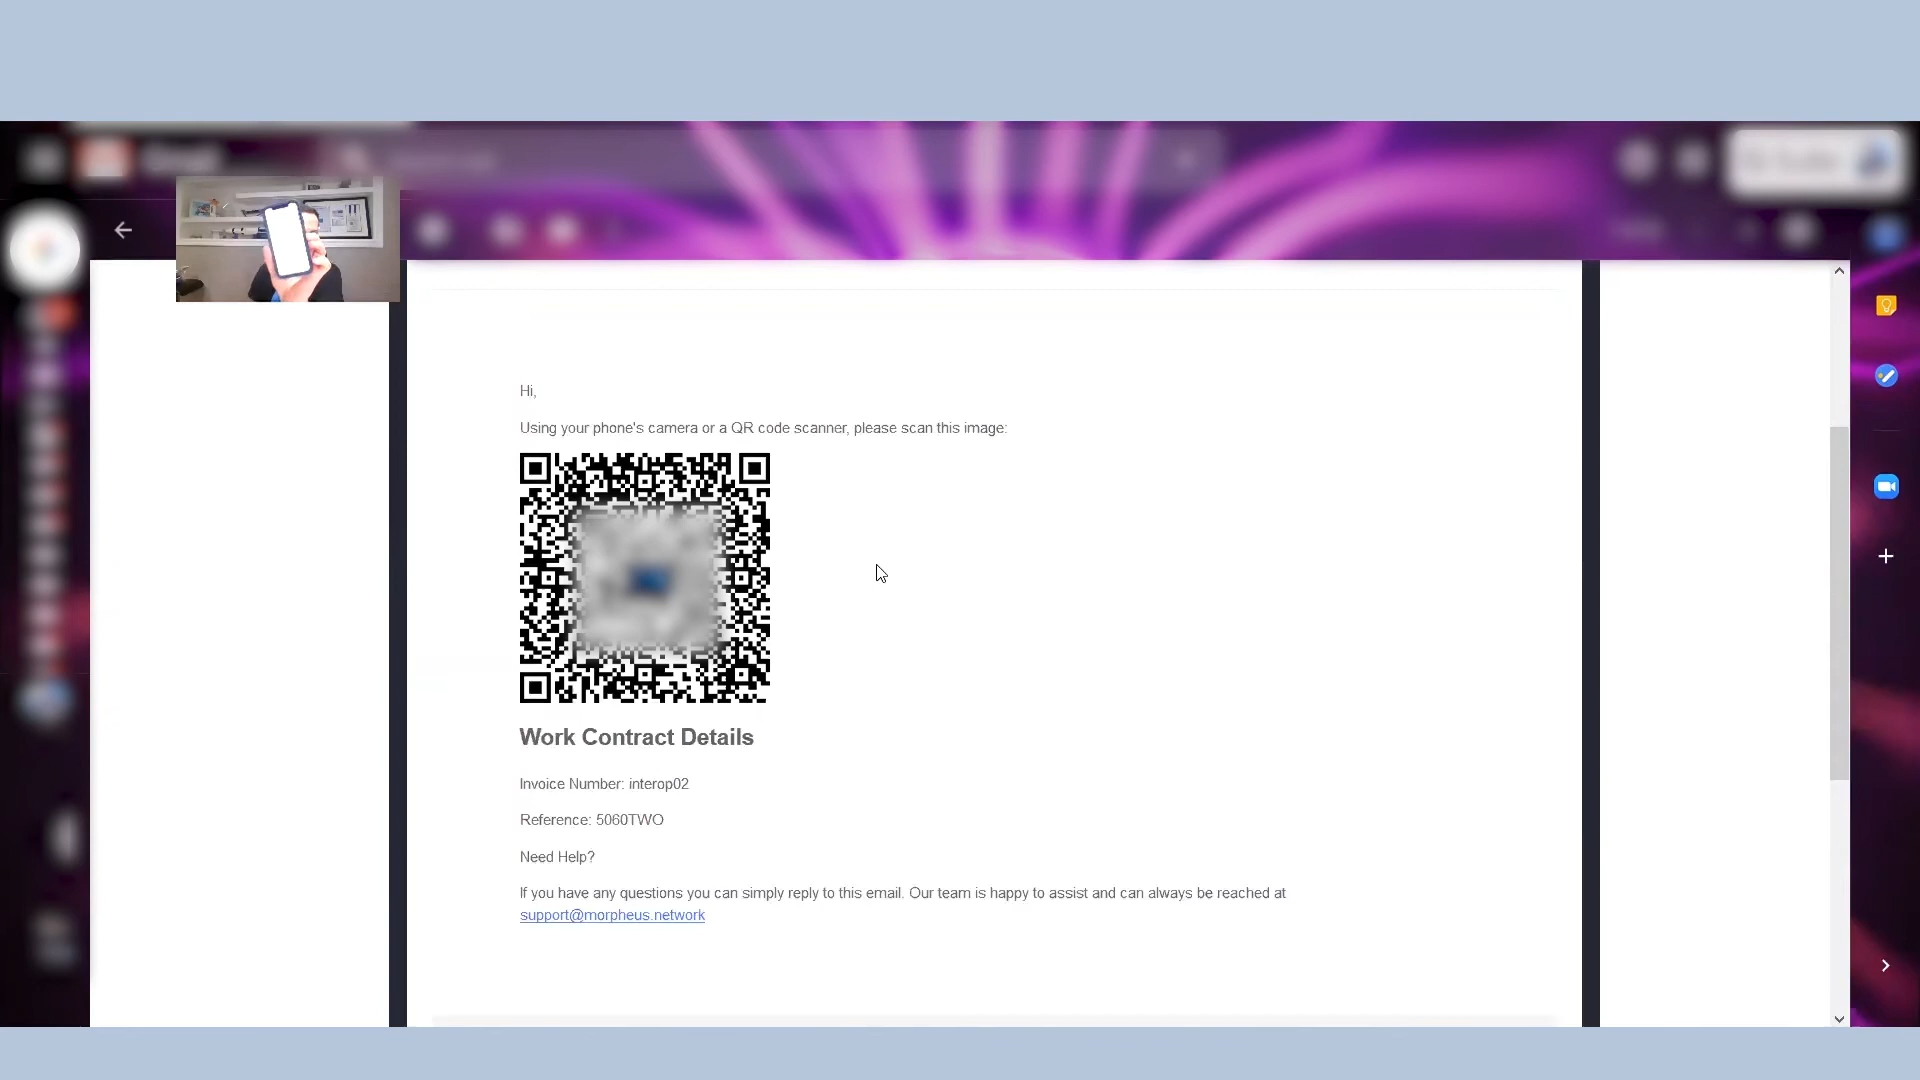 Hi,
Using your phone's camera or a QR code scanner, please scan this image:
Work Contract Details
Invoice Number: interop02
Reference: 5060TWO
Need Help?
If you have any questions you can simply reply to this email. Our team is happy to assist and can always be reached at
support@morpheus.network